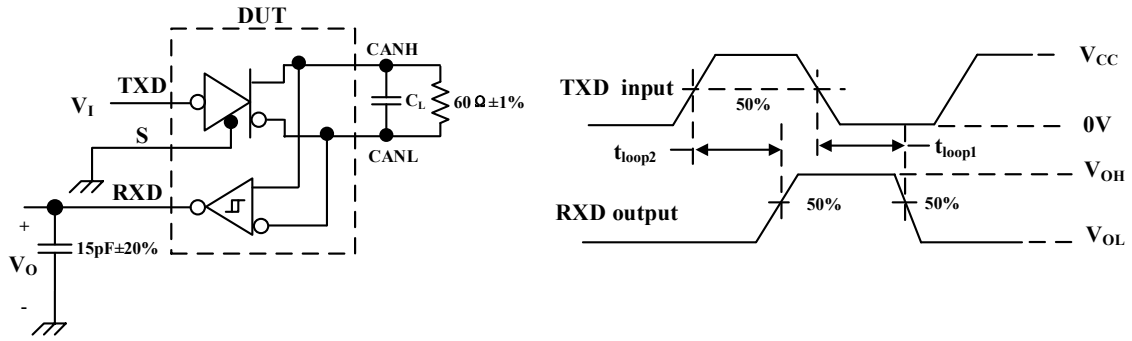 DUT
CANH
TXD
V_I
C_L
60Ω±1%
S
CANL
RXD
+
15pF±20%
V_O
-
V_CC
TXD input
50%
0V
t_loop2
t_loop1
V_OH
RXD output
50%
50%
V_OL